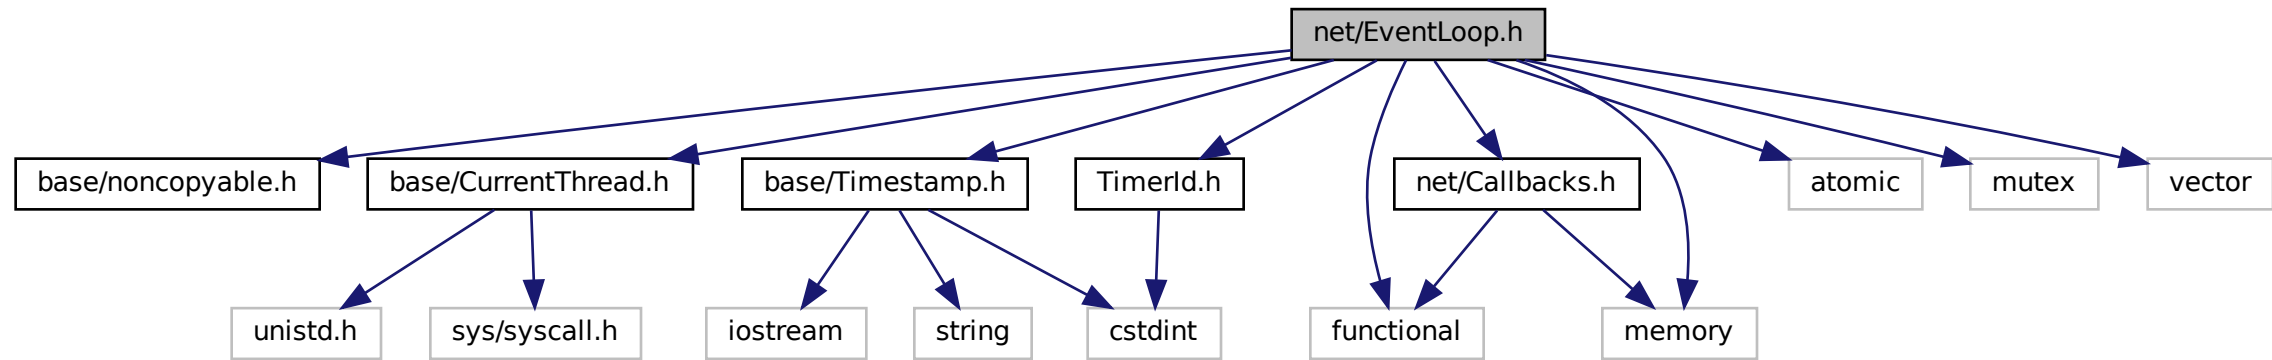 net/EventLoop.h
base/noncopyable.h
base/CurrentThread.h
base/Timestamp.h
TimerId.h
net/Callbacks.h
atomic
mutex
vector
unistd.h
sys/syscall.h
iostream
string
cstdint
functional
memory